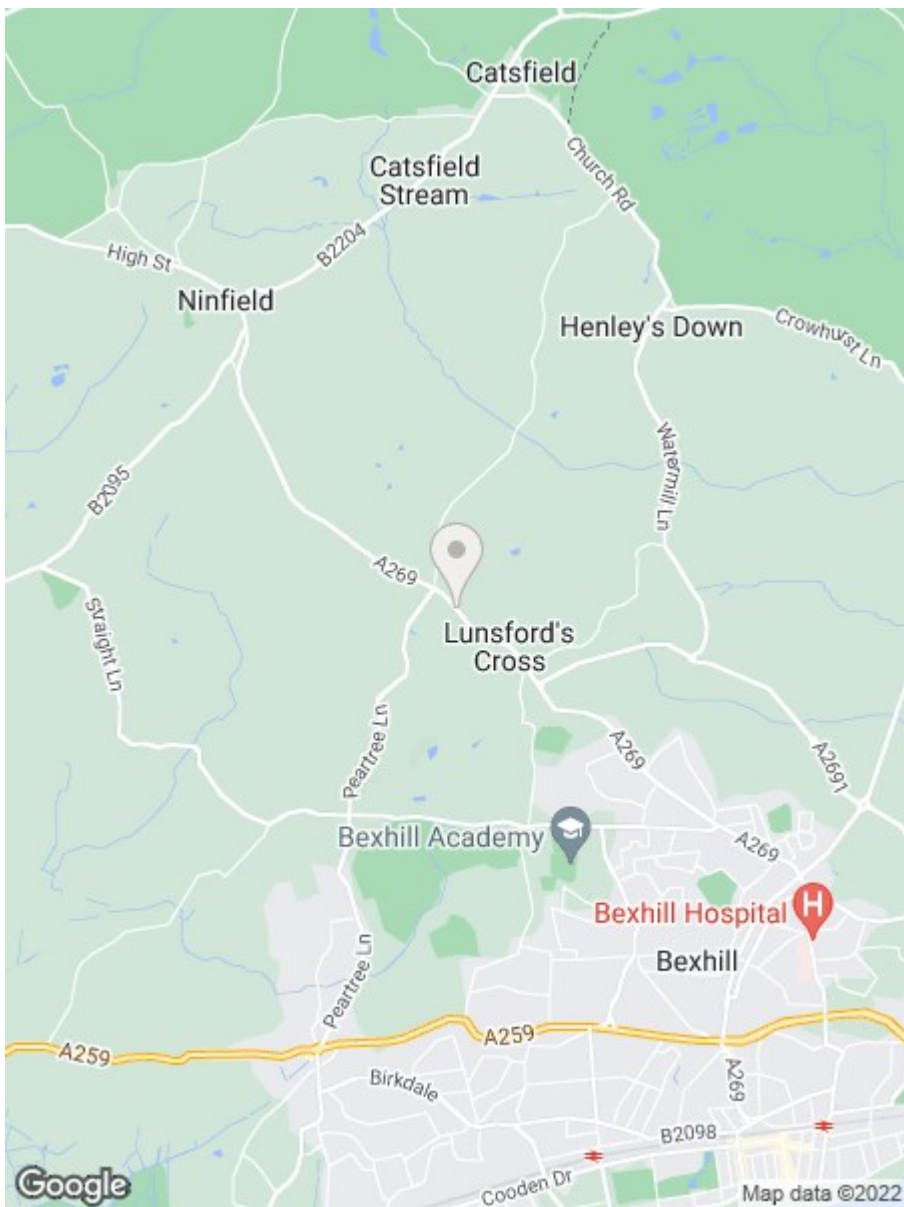 Catsfield
Church Rd
Catsfield
Stream
B2204
High St
Ninfield
Henley's Down
Crowhurst Ln
Watermill Ln
B2095
A269
Straight Ln
Lunsford's
Cross
Peartree Ln
A269
A2691
Bexhill Academy
A269
Bexhill Hospital
H
Bexhill
Peartree Ln
A259
A259
Birkdale
A269
B2098
Cooden Dr
Google
Map data ©2022